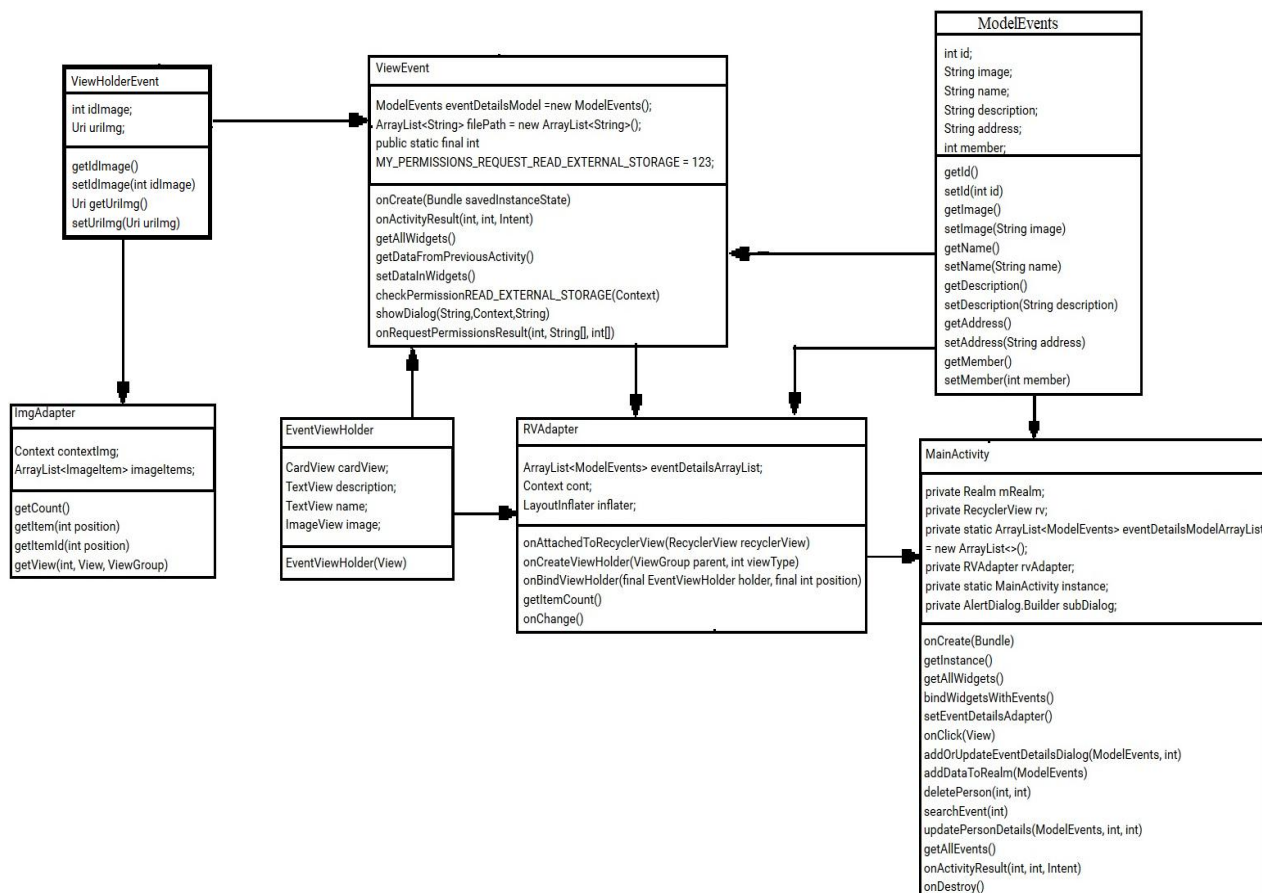 ModelEvents
int id;
String image;
String name;
String description;
String address;
int member;
getId()
setId(int id)
getImage()
setImage(String image)
getName()
setName(String name)
getDescription()
setDescription(String description)
getAddress()
setAddress(String address)
getMember()
setMember(int member)
ViewHolderEvent
int idImage;
Uri uriImg;
getIdImage()
setIdImage(int idImage)
Uri getUriImg()
setUriImg(Uri uriImg)
ViewEvent
ModelEvents eventDetailsModel =new ModelEvents();
ArrayList<String> filePath = new ArrayList<String>();
public static final int
MY_PERMISSIONS_REQUEST_READ_EXTERNAL_STORAGE = 123;
onCreate(Bundle savedInstanceState)
onActivityResult(int, int, Intent)
getAllWidgets()
getDataFromPreviousActivity()
setDataInWidgets()
checkPermissionREAD_EXTERNAL_STORAGE(Context)
showDialog(String,Context,String)
onRequestPermissionsResult(int, String[], int[])
ImgAdapter
Context contextImg;
ArrayList<ImageItem> imageItems;
getCount()
getItem(int position)
getItemId(int position)
getView(int, View, ViewGroup)
EventViewHolder
CardView cardView;
TextView description;
TextView name;
ImageView image;
EventViewHolder(View)
RVAdapter
ArrayList<ModelEvents> eventDetailsArrayList;
Context cont;
LayoutInflater inflater;
onAttachedToRecyclerView(RecyclerView recyclerView)
onCreateViewHolder(ViewGroup parent, int viewType)
onBindViewHolder(final EventViewHolder holder, final int position)
getItemCount()
onChange()
MainActivity
private Realm mRealm;
private RecyclerView rv;
private static ArrayList<ModelEvents> eventDetailsModelArrayList
= new ArrayList<>();
private RVAdapter rvAdapter;
private static MainActivity instance;
private AlertDialog.Builder subDialog;
onCreate(Bundle)
getInstance()
getAllWidgets()
bindWidgetsWithEvents()
setEventDetailsAdapter()
onClick(View)
addOrUpdateEventDetailsDialog(ModelEvents, int)
addDataToRealm(ModelEvents)
deletePerson(int, int)
searchEvent(int)
updatePersonDetails(ModelEvents, int, int)
getAllEvents()
onActivityResult(int, int, Intent)
onDestroy()